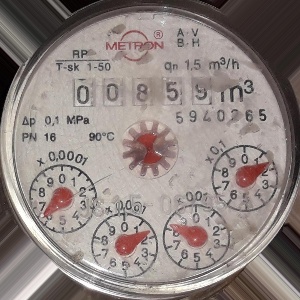 METRON ®
A-V
B-H
RP
T-sk 1-50
qn 1,5 m³/h
00859 m³
Δp 0,1 MPa
5940265
PN 16
90°C
x 0,0001
x 0,001
x 0,01
x 0,1